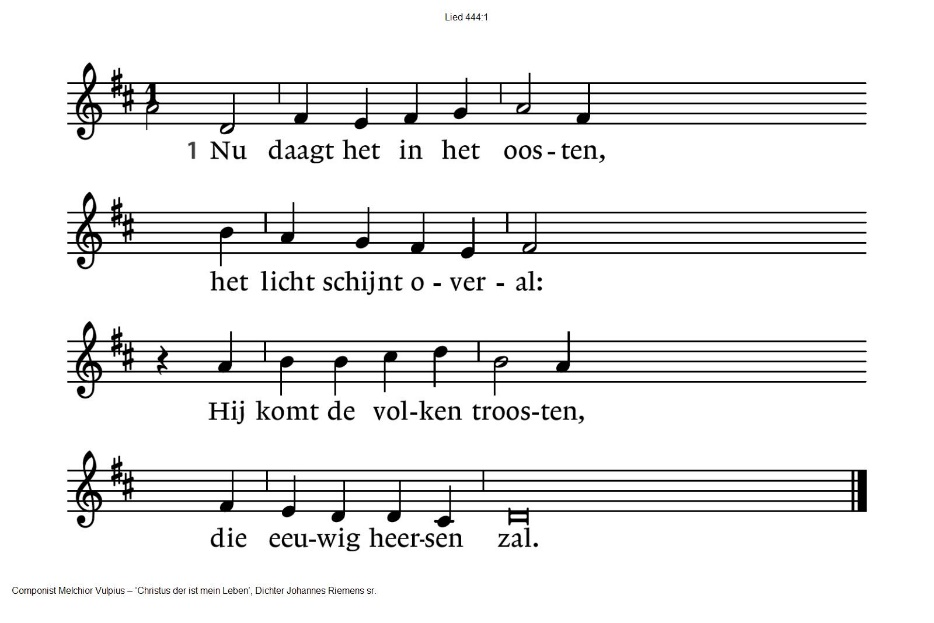 Lied 444:1
1 Nu daagt het in het oos-ten,
het licht schijnt o-ver-al:
Hij komt de vol-ken troos-ten,
die eeu-wig heer-sen zal.
Componist Melchior Vulpius – 'Christus der ist mein Leben', Dichter Johannes Riemens sr.